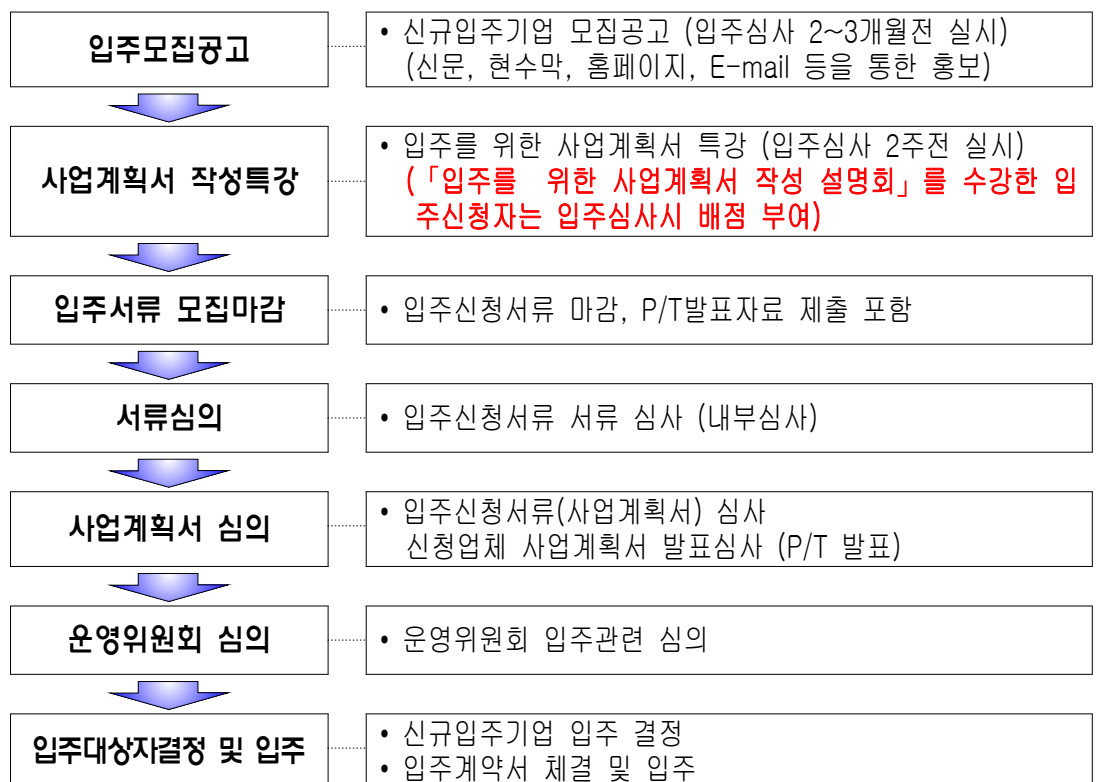 입주모집공고
• 신규입주기업 모집공고 (입주심사 2~3개월전 실시)
(신문, 현수막, 홈페이지, E-mail 등을 통한 홍보)
사업계획서 작성특강
• 입주를 위한 사업계획서 특강 (입주심사 2주전 실시)
(「입주를 위한 사업계획서 작성 설명회」를 수강한 입
주신청자는 입주심사시 배점 부여)
입주서류 모집마감
• 입주신청서류 마감, P/T발표자료 제출 포함
서류심의
• 입주신청서류 서류 심사 (내부심사)
사업계획서 심의
• 입주신청서류(사업계획서) 심사
신청업체 사업계획서 발표심사 (P/T 발표)
운영위원회 심의
• 운영위원회 입주관련 심의
입주대상자결정 및 입주
• 신규입주기업 입주 결정
• 입주계약서 체결 및 입주